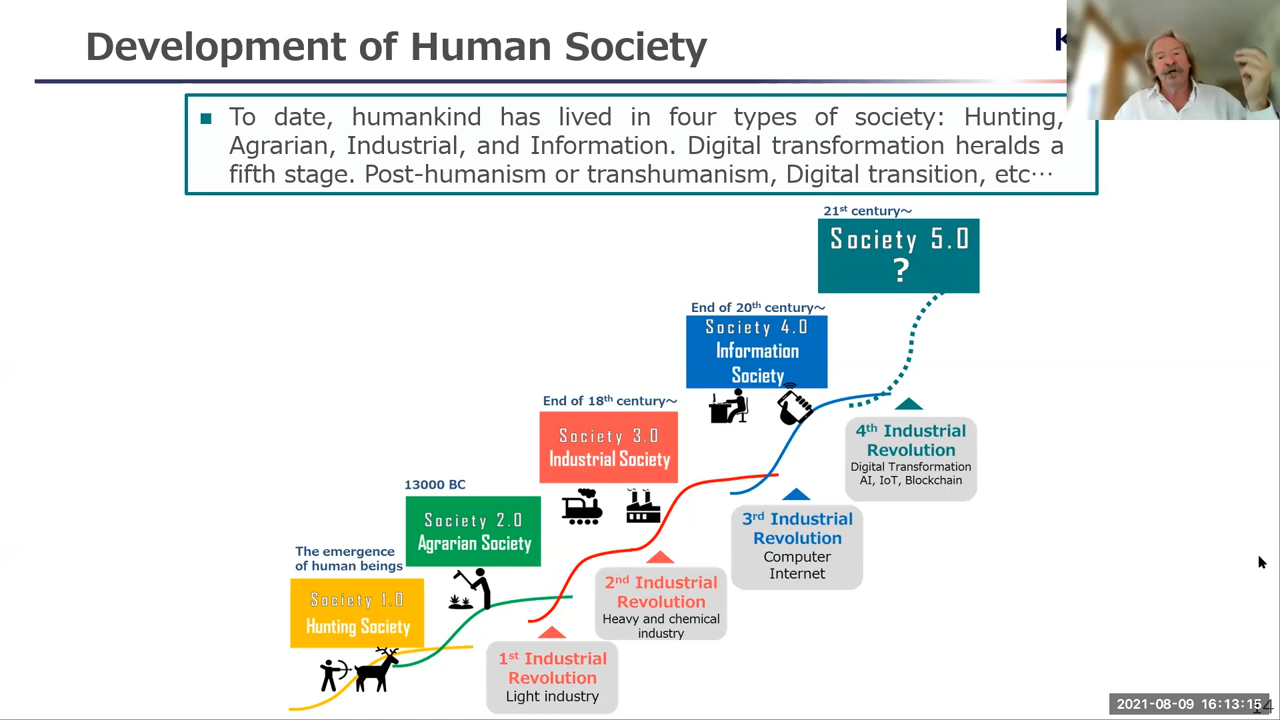 Development of Human Society
K
■ To date, humankind has lived in four types of society: Hunting,
Agrarian, Industrial, and Information. Digital transformation heralds a
fifth stage. Post-humanism or transhumanism, Digital transition, etc…
21st century～
Society 5.0
?
End of 20th century～
Society 4.0
Information
Society
End of 18th century～
Society 3.0
Industrial Society
4th Industrial
Revolution
Digital Transformation
AI, IoT, Blockchain
13000 BC
Society 2.0
Agrarian Society
3rd Industrial
Revolution
Computer
Internet
The emergence
of human beings
Society 1.0
Hunting Society
2nd Industrial
Revolution
Heavy and chemical
industry
1st Industrial
Revolution
Light industry
2021-08-09 16:13:15